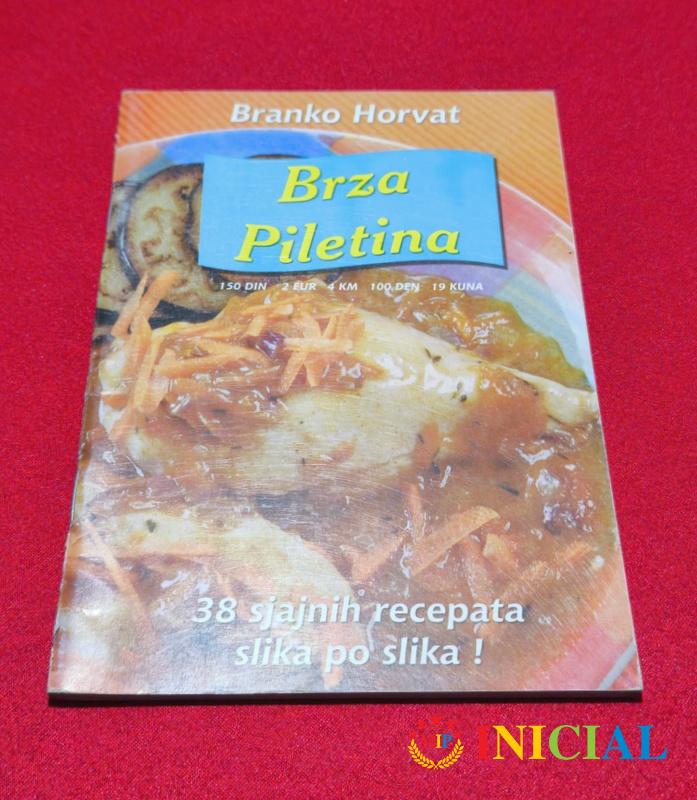 Branko Horvat
Brza
Piletina
150 DIN 2 EUR 4 KM 100 DEN 19 KUNA
38 sjajnih recepata
slika po slika !
IP INICIAL